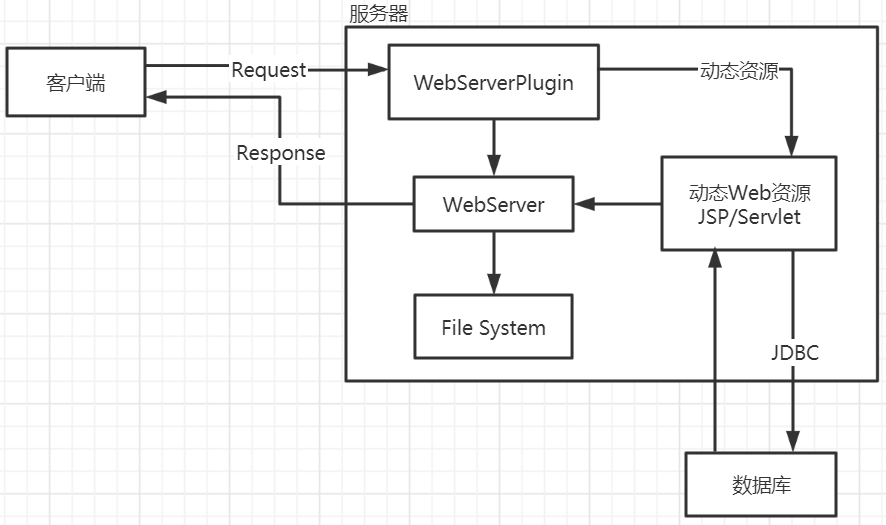 服务器
客户端
Request
WebServerPlugin
动态资源
Response
WebServer
动态Web资源
JSP/Servlet
File System
JDBC
数据库